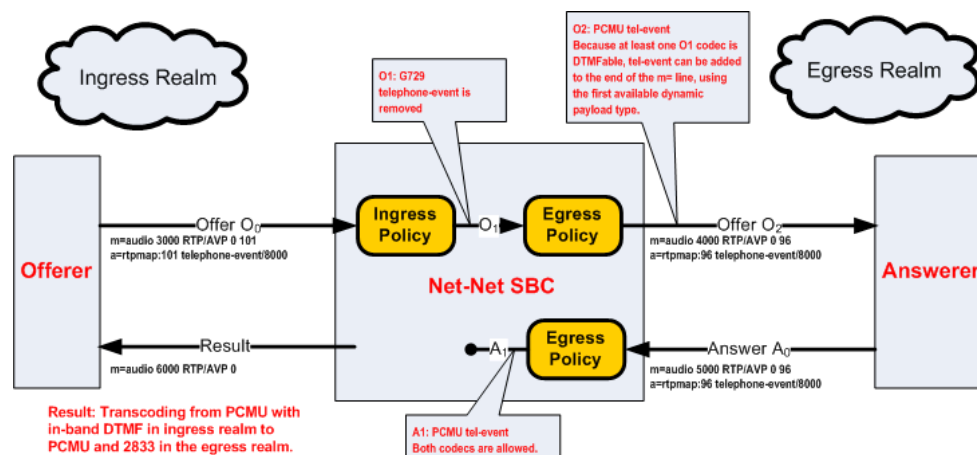 Ingress Realm
O1: G729
telephone-event is
removed
O2: PCMU tel-event
Because at least one O1 codec is
DTMFable, tel-event can be added
to the end of the m= line, using
the first available dynamic
payload type.
Egress Realm
Offerer
Offer O₀
m=audio 3000 RTP/AVP 0 101
a=rtpmap:101 telephone-event/8000
Ingress
Policy
O₁
Egress
Policy
Offer O₂
m=audio 4000 RTP/AVP 0 96
a=rtpmap:96 telephone-event/8000
Answerer
Net-Net SBC
Result
m=audio 6000 RTP/AVP 0
A₁
Egress
Policy
Answer A₀
m=audio 5000 RTP/AVP 0 96
a=rtpmap:96 telephone-event/8000
Result: Transcoding from PCMU with
in-band DTMF in ingress realm to
PCMU and 2833 in the egress realm.
A1: PCMU tel-event
Both codecs are allowed.